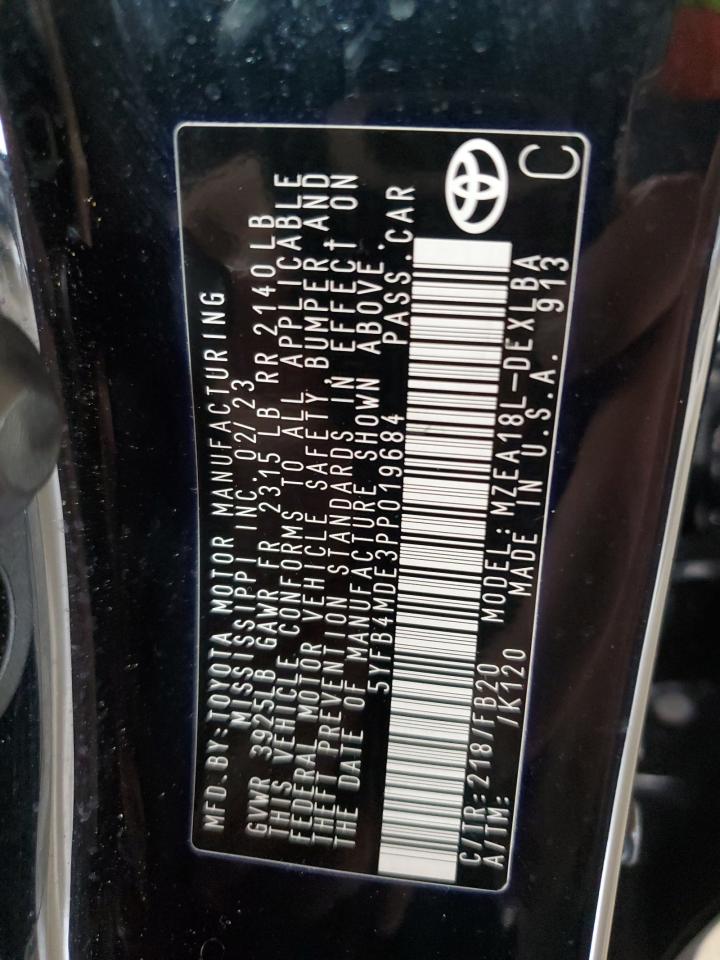 MFD. BY: TOYOTA MOTOR MANUFACTURING
MISSISSIPPI INC. 02/23
GVWR 3925LB GAWR FR 2315 LB RR 2140 LB
THIS VEHICLE CONFORMS TO ALL APPLICABLE
FEDERAL MOTOR VEHICLE SAFETY, BUMPER AND
THEFT PREVENTION STANDARDS IN EFFECT ON
THE DATE OF MANUFACTURE SHOWN ABOVE.
5YFB4MDE3PP019684 PASS. CAR
C/TR: 218/FB20 MODEL: MZEA18L-DEXLBA
A/TM: /K120 MADE IN U.S.A. 913
C